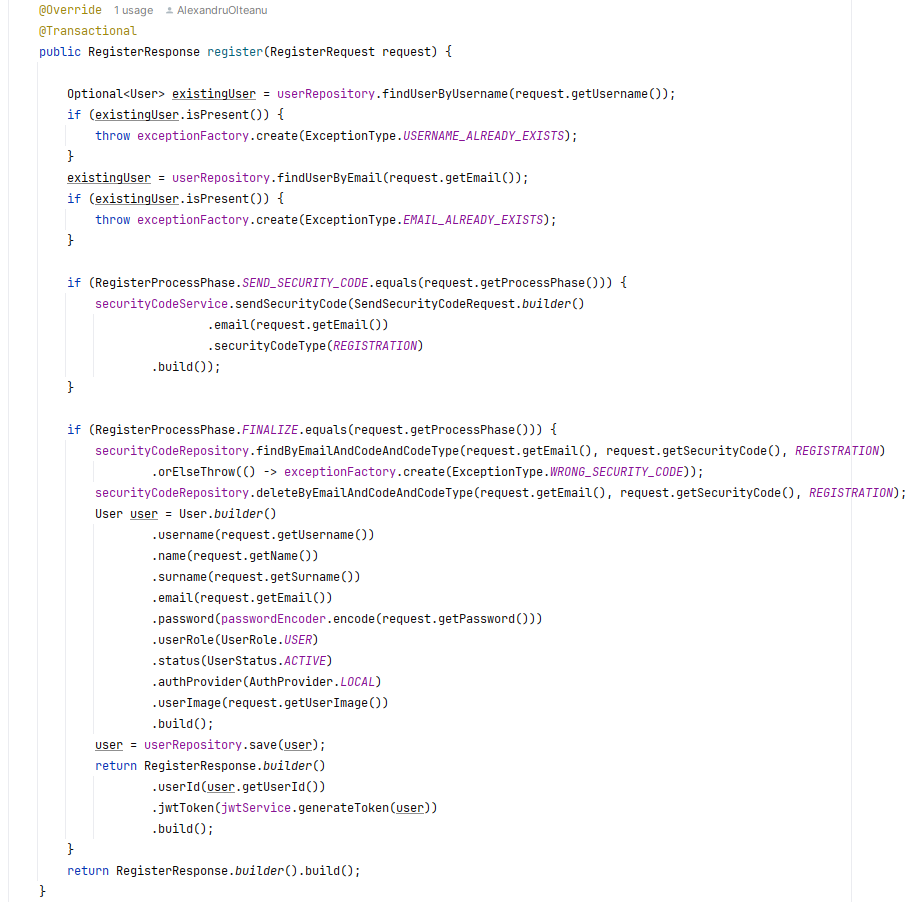 @Override 1 usage AlexandruOlteanu
@Transactional
public RegisterResponse register(RegisterRequest request) {
Optional<User> existingUser = userRepository.findUserByUsername(request.getUsername());
if (existingUser.isPresent()) {
throw exceptionFactory.create(ExceptionType.USERNAME_ALREADY_EXISTS);
}
existingUser = userRepository.findUserByEmail(request.getEmail());
if (existingUser.isPresent()) {
throw exceptionFactory.create(ExceptionType.EMAIL_ALREADY_EXISTS);
}
if (RegisterProcessPhase.SEND_SECURITY_CODE.equals(request.getProcessPhase())) {
securityCodeService.sendSecurityCode(SendSecurityCodeRequest.builder()
.email(request.getEmail())
.securityCodeType(REGISTRATION)
.build());
}
if (RegisterProcessPhase.FINALIZE.equals(request.getProcessPhase())) {
securityCodeRepository.findByEmailAndCodeAndCodeType(request.getEmail(), request.getSecurityCode(), REGISTRATION)
.orElseThrow(() -> exceptionFactory.create(ExceptionType.WRONG_SECURITY_CODE));
securityCodeRepository.deleteByEmailAndCodeAndCodeType(request.getEmail(), request.getSecurityCode(), REGISTRATION);
User user = User.builder()
.username(request.getUsername())
.name(request.getName())
.surname(request.getSurname())
.email(request.getEmail())
.password(passwordEncoder.encode(request.getPassword()))
.userRole(UserRole.USER)
.status(UserStatus.ACTIVE)
.authProvider(AuthProvider.LOCAL)
.userImage(request.getUserImage())
.build();
user = userRepository.save(user);
return RegisterResponse.builder()
.userId(user.getUserId())
.jwtToken(jwtService.generateToken(user))
.build();
}
return RegisterResponse.builder().build();
}